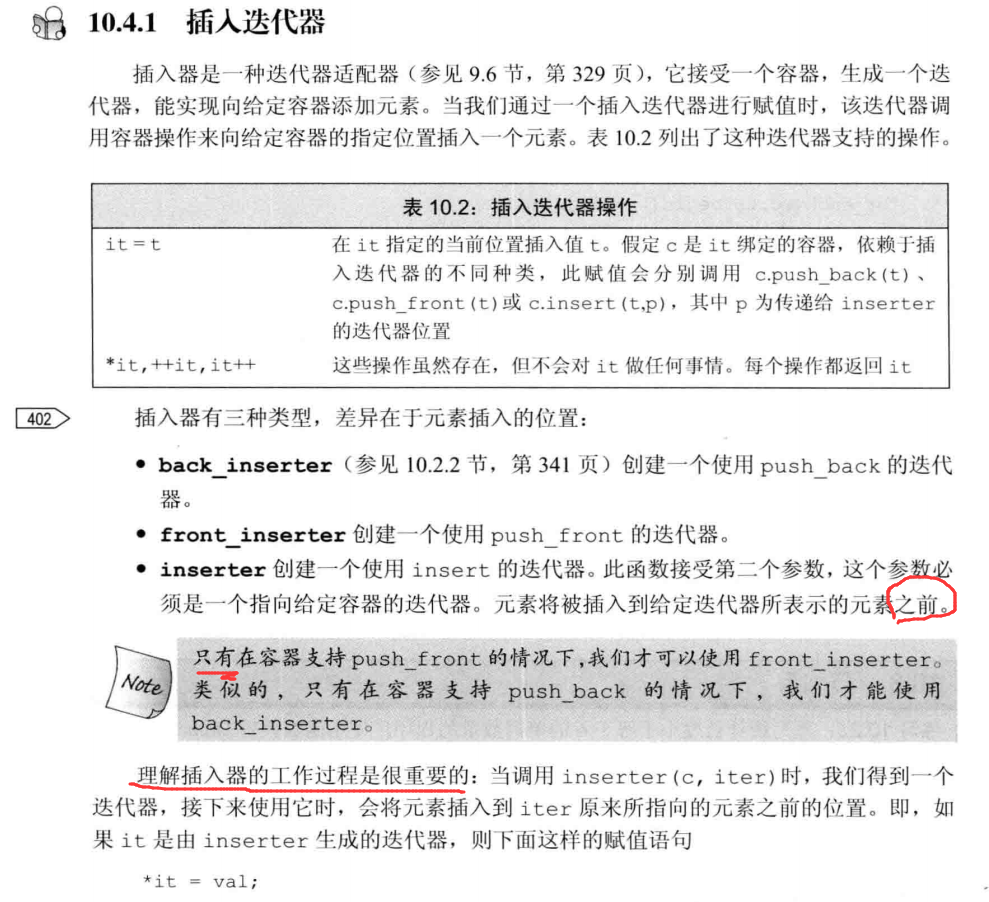 10.4.1 插入迭代器
插入器是一种迭代器适配器（参见 9.6 节，第 329 页），它接受一个容器，生成一个迭
代器，能实现向给定容器添加元素。当我们通过一个插入迭代器进行赋值时，该迭代器调
用容器操作来向给定容器的指定位置插入一个元素。表 10.2 列出了这种迭代器支持的操作。
表 10.2：插入迭代器操作
it = t 在 it 指定的当前位置插入值 t。假定 c 是 it 绑定的容器，依赖于插
入迭代器的不同种类，此赋值会分别调用 c.push_back(t)、
c.push_front(t)或 c.insert(t,p)，其中 p 为传递给 inserter
的迭代器位置
*it,++it,it++ 这些操作虽然存在，但不会对 it 做任何事情。每个操作都返回 it
402 插入器有三种类型，差异在于元素插入的位置：
• back_inserter（参见 10.2.2 节，第 341 页）创建一个使用 push_back 的迭代
器。
• front_inserter 创建一个使用 push_front 的迭代器。
• inserter 创建一个使用 insert 的迭代器。此函数接受第二个参数，这个参数必
须是一个指向给定容器的迭代器。元素将被插入到给定迭代器所表示的元素之前。
Note
只有在容器支持 push_front 的情况下,我们才可以使用 front_inserter。
类似的，只有在容器支持 push_back 的情况下，我们才能使用
back_inserter。
理解插入器的工作过程是很重要的：当调用 inserter(c, iter)时，我们得到一个
迭代器，接下来使用它时，会将元素插入到 iter 原来所指向的元素之前的位置。即，如
果 it 是由 inserter 生成的迭代器，则下面这样的赋值语句
*it = val;